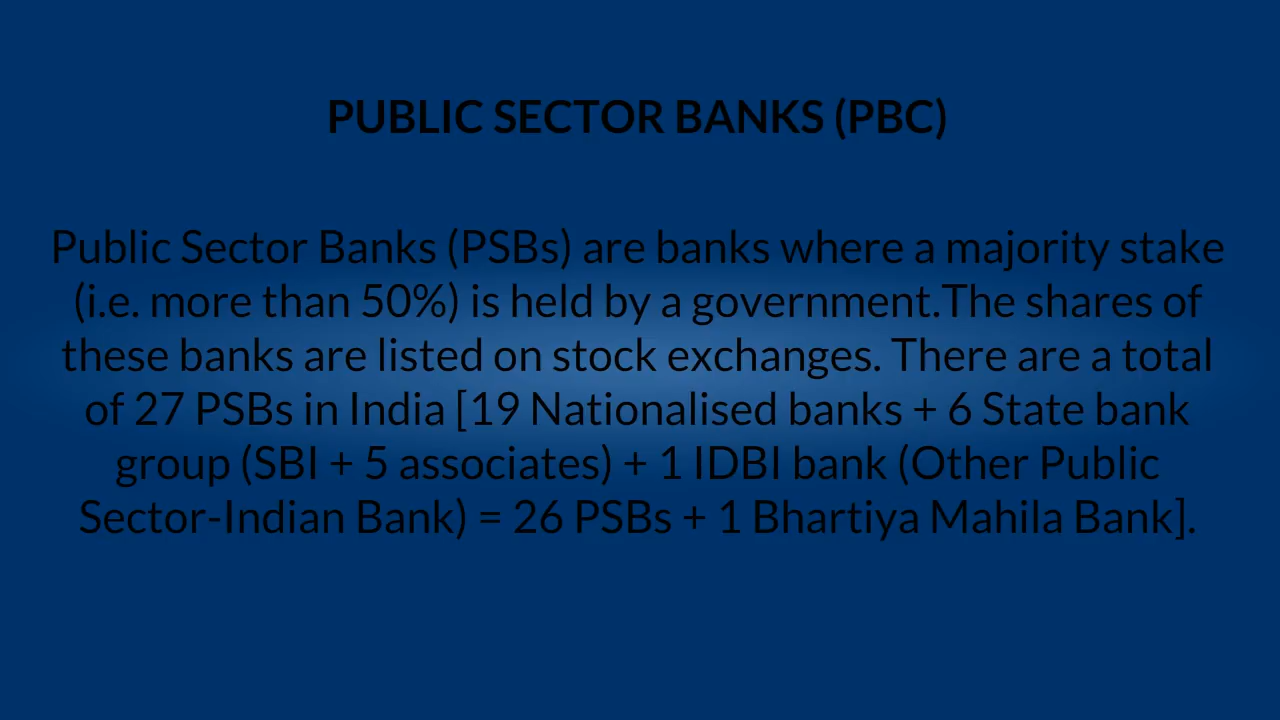 PUBLIC SECTOR BANKS (PBC)
Public Sector Banks (PSBs) are banks where a majority stake
(i.e. more than 50%) is held by a government.The shares of
these banks are listed on stock exchanges. There are a total
of 27 PSBs in India [19 Nationalised banks + 6 State bank
group (SBI + 5 associates) + 1 IDBI bank (Other Public
Sector-Indian Bank) = 26 PSBs + 1 Bhartiya Mahila Bank].